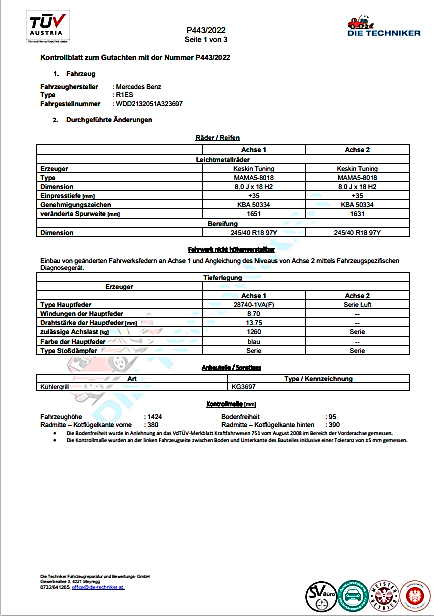 TÜV
AUSTRIA
P443/2022
Seite 1 von 3
DIE TECHNIKER
Kontrollblatt zum Gutachten mit der Nummer P443/2022
1. Fahrzeug
Fahrzeughersteller : Mercedes Benz
Type : R1ES
Fahrgestellnummer : WDD2132051A323697
2. Durchgeführte Änderungen
Räder / Reifen
Achse 1 Achse 2
Leichtmetallräder
Erzeuger Keskin Tuning Keskin Tuning
Type MAMA5-8018 MAMA5-8018
Dimension 8,0 J x 18 H2 8,0 J x 18 H2
Einpresstiefe [mm] +35 +35
Genehmigungszeichen KBA 50334 KBA 50334
veränderte Spurweite [mm] 1651 1631
Bereifung
Dimension 245/40 R18 97Y 245/40 R18 97Y
Fahrwerk nicht höhenverstellbar
Einbau von geänderten Fahrwerksfedern an Achse 1 und Angleichung des Niveaus von Achse 2 mittels Fahrzeugspezifischen
Diagnosegerät.
Tieferlegung
Erzeuger
Achse 1 Achse 2
Type Hauptfeder 28740-1VA(F) Serie Luft
Windungen der Hauptfeder 8,70 --
Drahtstärke der Hauptfeder [mm] 13,75 --
zulässige Achslast [kg] 1260 Serie
Farbe der Hauptfeder blau --
Type Stoßdämpfer Serie Serie
Anbauteile / Sonstiges
Art Type / Kennzeichnung
Kühlergrill KG3697
Kontrollmaße [mm]
Fahrzeughöhe : 1424 Bodenfreiheit : 95
Radmitte – Kotflügelkante vorne : 380 Radmitte – Kotflügelkante hinten : 390
• Die Bodenfreiheit wurde in Anlehnung an das VdTÜV-Merkblatt Kraftfahrwesen 751 vom August 2008 im Bereich der Vorderachse gemessen.
• Die Kontrollmaße wurden an der linken Fahrzeugseite zwischen Boden und Unterkante des Bauteiles inklusive einer Toleranz von ±5 mm gemessen.
Die Techniker Fahrzeugreparatur und Bewertungs- GmbH
Gewerbeallee 2, 4221 Steyregg
0732/641265, office@die-techniker.at
SV Büro